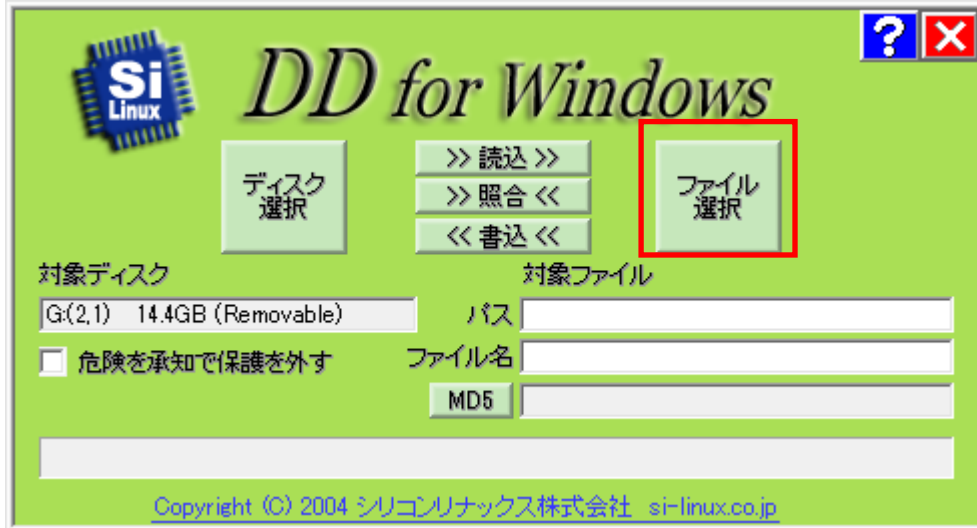 Si
Linux
DD for Windows
?
ディスク
選択
>> 読込 >>
>> 照合 <<
<< 書込 <<
ファイル
選択
対象ディスク
G:(2,1) 14.4GB (Removable)
危険を承知で保護を外す
対象ファイル
パス
ファイル名
MD5
Copyright (C) 2004 シリコンリナックス株式会社 si-linux.co.jp